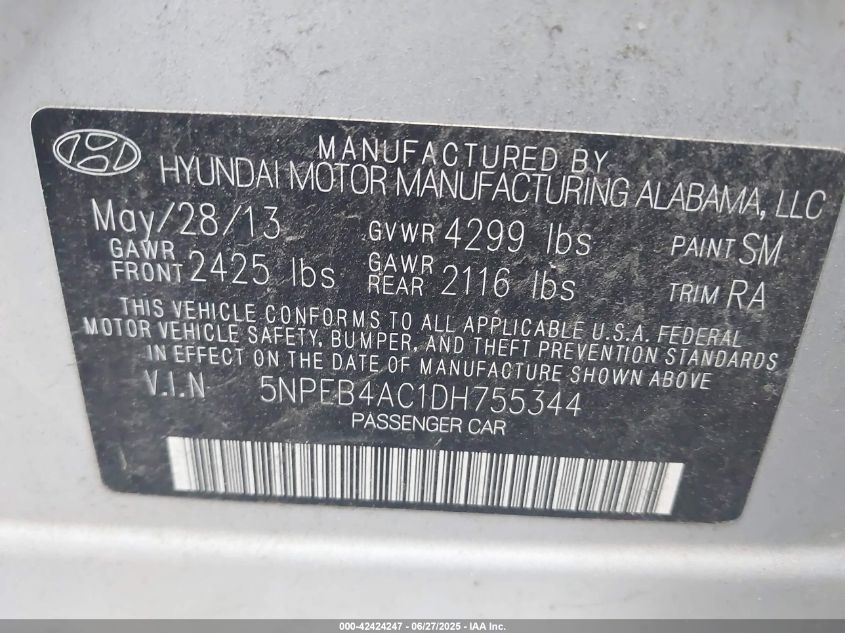 MANUFACTURED BY
HYUNDAI MOTOR MANUFACTURING ALABAMA, LLC
May/28/13 GVWR 4299 lbs PAINT SM
GAWR FRONT 2425 lbs GAWR REAR 2116 lbs TRIM RA
THIS VEHICLE CONFORMS TO ALL APPLICABLE U.S.A. FEDERAL
MOTOR VEHICLE SAFETY, BUMPER, AND THEFT PREVENTION STANDARDS
IN EFFECT ON THE DATE OF MANUFACTURE SHOWN ABOVE.
V.I.N 5NPEB4AC1DH755344
PASSENGER CAR
000-42424247 - 06/27/2025 - IAA Inc.